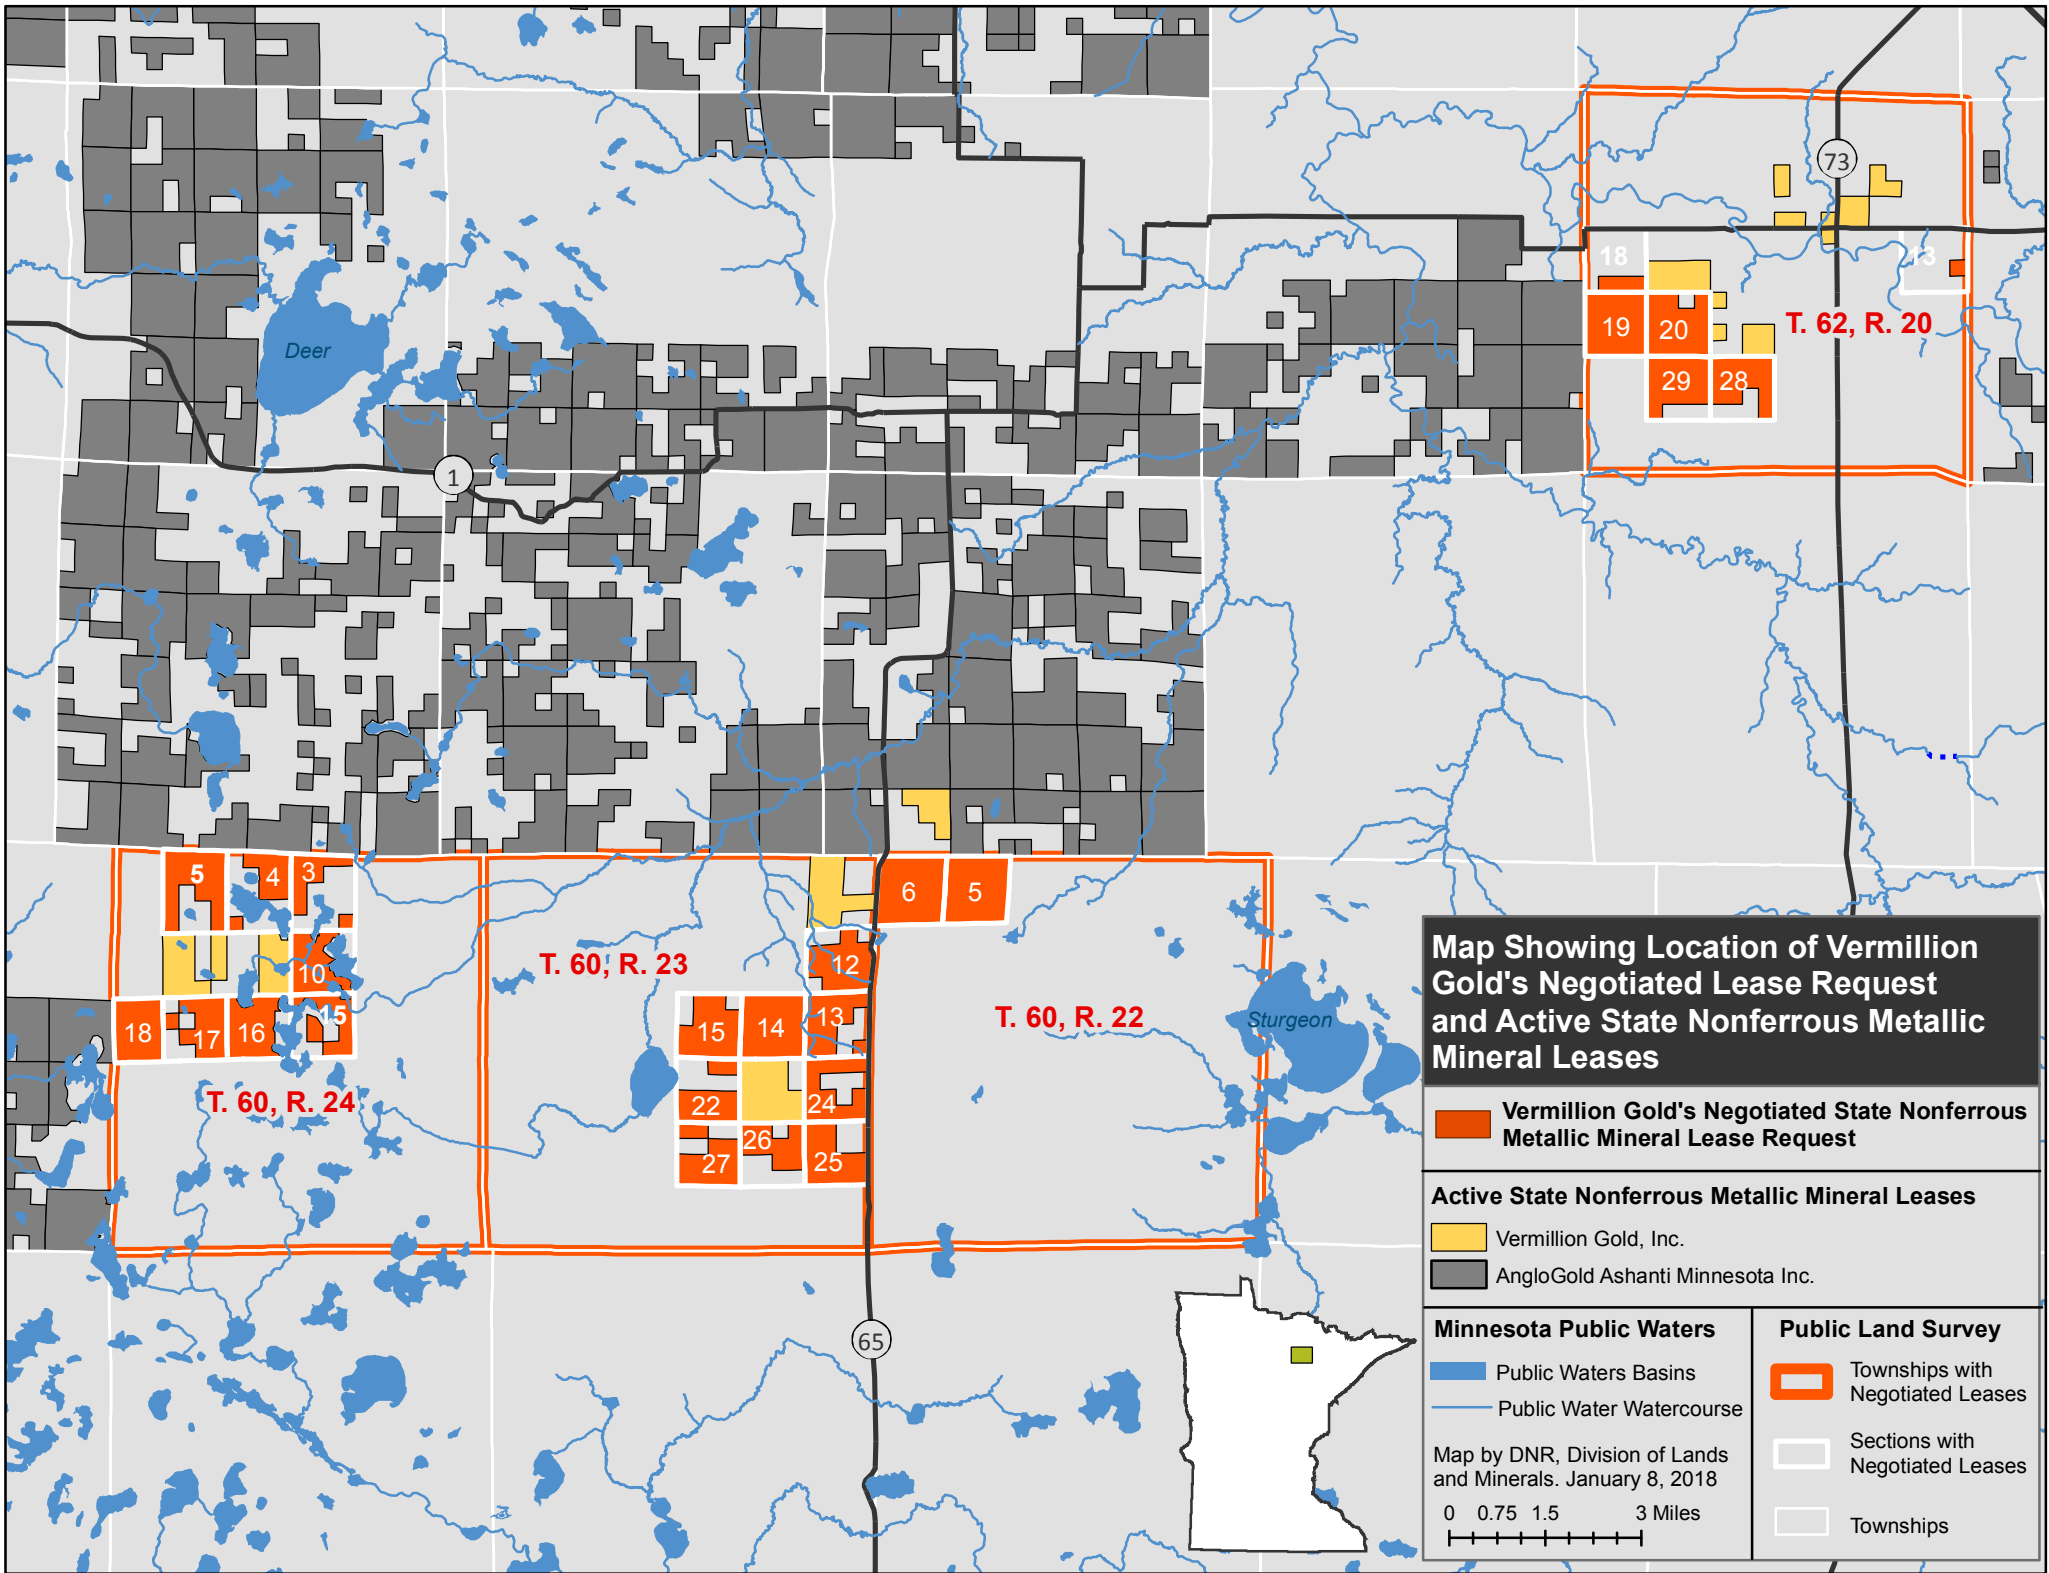 73
18
13
19
20
T. 62, R. 20
29
28
Deer
1
5
4
3
6
5
10
12
T. 60, R. 23
18
17
16
15
15
14
13
T. 60, R. 22
Sturgeon
T. 60, R. 24
22
24
26
27
25
65
Map Showing Location of Vermillion
Gold's Negotiated Lease Request
and Active State Nonferrous Metallic
Mineral Leases
Vermillion Gold's Negotiated State Nonferrous
Metallic Mineral Lease Request
Active State Nonferrous Metallic Mineral Leases
Vermillion Gold, Inc.
AngloGold Ashanti Minnesota Inc.
Minnesota Public Waters
Public Waters Basins
Public Water Watercourse
Map by DNR, Division of Lands
and Minerals. January 8, 2018
0 0.75 1.5 3 Miles
Public Land Survey
Townships with
Negotiated Leases
Sections with
Negotiated Leases
Townships